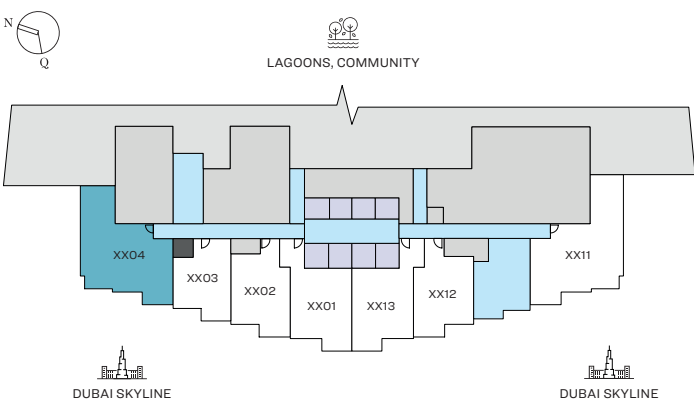 N
Q
LAGOONS, COMMUNITY
XX04
XX03
XX02
XX01
XX13
XX12
XX11
DUBAI SKYLINE
DUBAI SKYLINE